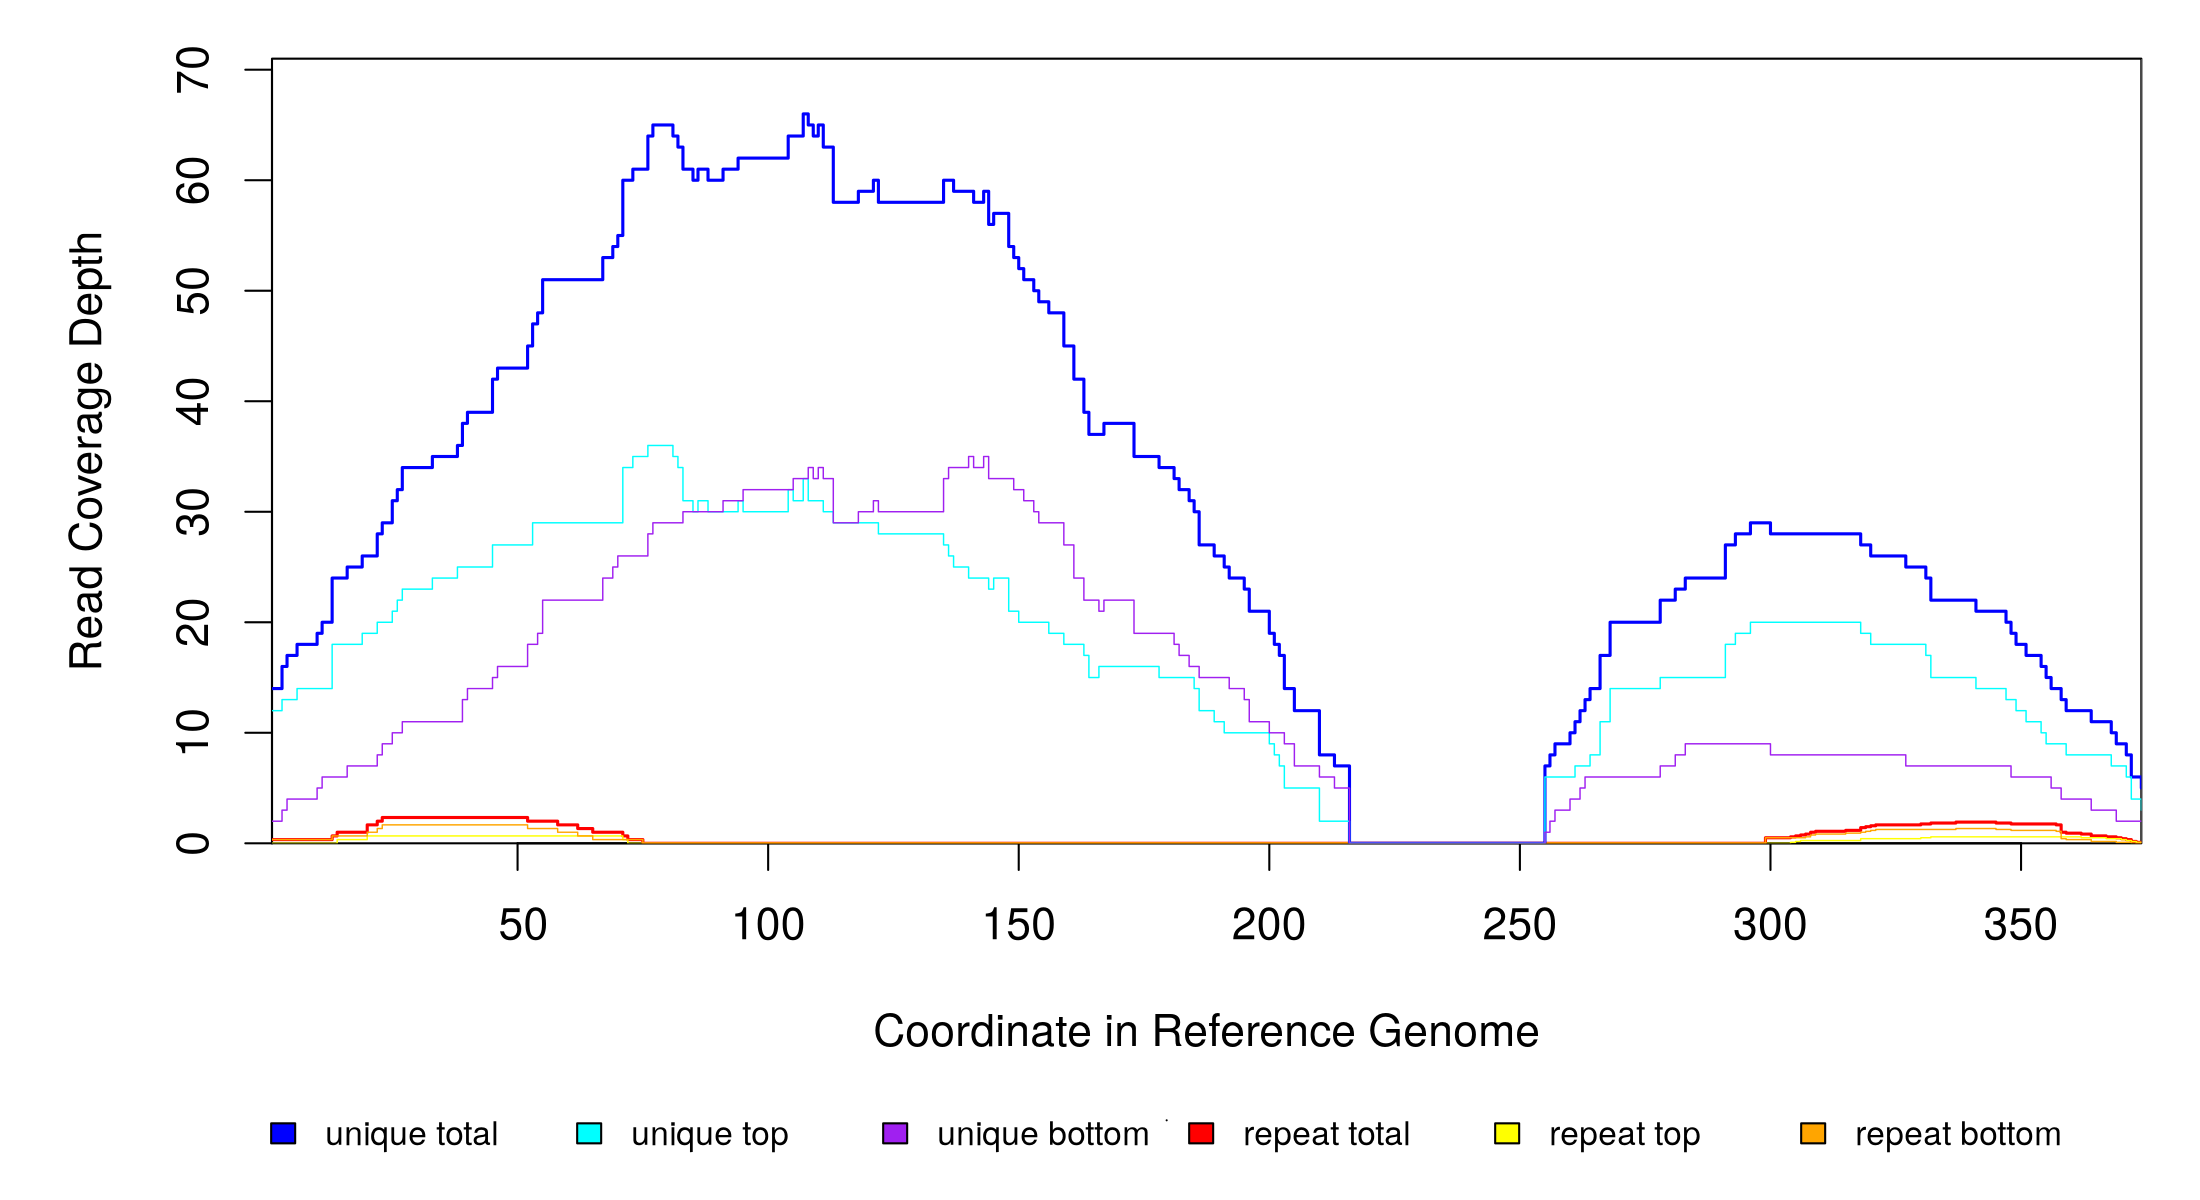 70
60
50
40
30
20
10
0
Read Coverage Depth
50 100 150 200 250 300 350
Coordinate in Reference Genome
unique total unique top unique bottom repeat total repeat top repeat bottom